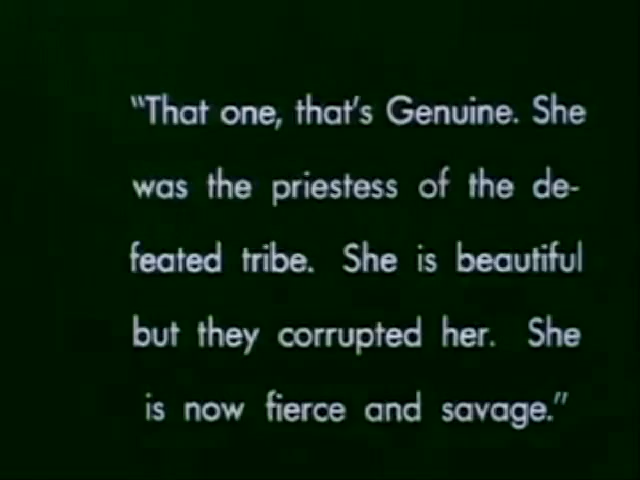 "That one, that's Genuine. She
was the priestess of the de-
feated tribe. She is beautiful
but they corrupted her. She
is now fierce and savage."